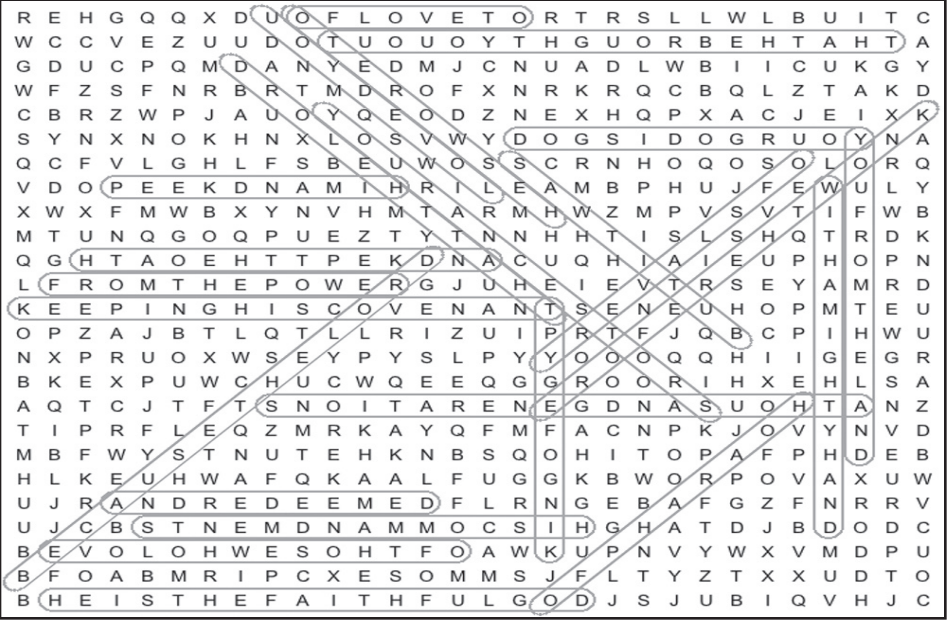 R E H G Q Q X D U O F L O V E T O R T R S L L W L B U I T C
W C C V E Z U U D O T U O U O Y T H G U O R B E H T A H T A
G D U C P Q M D A N Y E D M J C N U A D L W B I I C U K G Y
W F Z S F N R B R T M D R O F X N R K R Q C B Q L Z T A K D
C B R Z W P J A U O Y Q E O D Z N E X H Q P X A C J E I X K
S Y N X N O K H N X L O S V W Y D O G S I D O G R U O Y N A
Q C F V L G H L F S B E U W O S S C R N H O Q O S O L O R Q
V D O P E E K D N A M I H R I L E A M B P H U J F E W U L Y
X W X F M W B X Y N V H M T A R M H W Z M P V S V T I F W B
M T U N Q G O Q P U E Z T Y T N N H H T I S L S H Q T R D K
Q G H T A O E H T T P E K D N A C U Q H I A I E U P H O P N
L F R O M T H E P O W E R G J U H E I E V T R S E Y A M R D
K E E P I N G H I S C O V E N A N T S E N E U H O P M T E U
O P Z A J B T L Q T L L R I Z U I P R T F J Q B C P I H W U
N X P R U O X W S E Y P Y S L P Y Y O O O Q Q H I I G E G R
B K E X P U W C H U C W Q E E Q G G R O O R I H X E H L S A
A Q T C J T F T S N O I T A R E N E G D N A S U O H T A N Z
T I P R F L E Q Z M R K A Y Q F M F A C N P K J O V Y N V D
M B F W Y S T N U T E H K N B S Q O H I T O P A F P H D E B
H L K E U H W A F Q K A A L F U G G K B W O R P O V A X U W
U J R A N D R E D E E M E D F L R N G E B A F G Z F N R R V
U J C B S T N E M D N A M M O C S I H G H A T D J B D O D C
B E V O L O H W E S O H T F O A W K U P N V Y W X V M D P U
B F O A B M R I P C X E S O M M S J F L T Y Z T X X U D T O
B H E I S T H E F A I T H F U L G O D J S J U B I Q V H J C